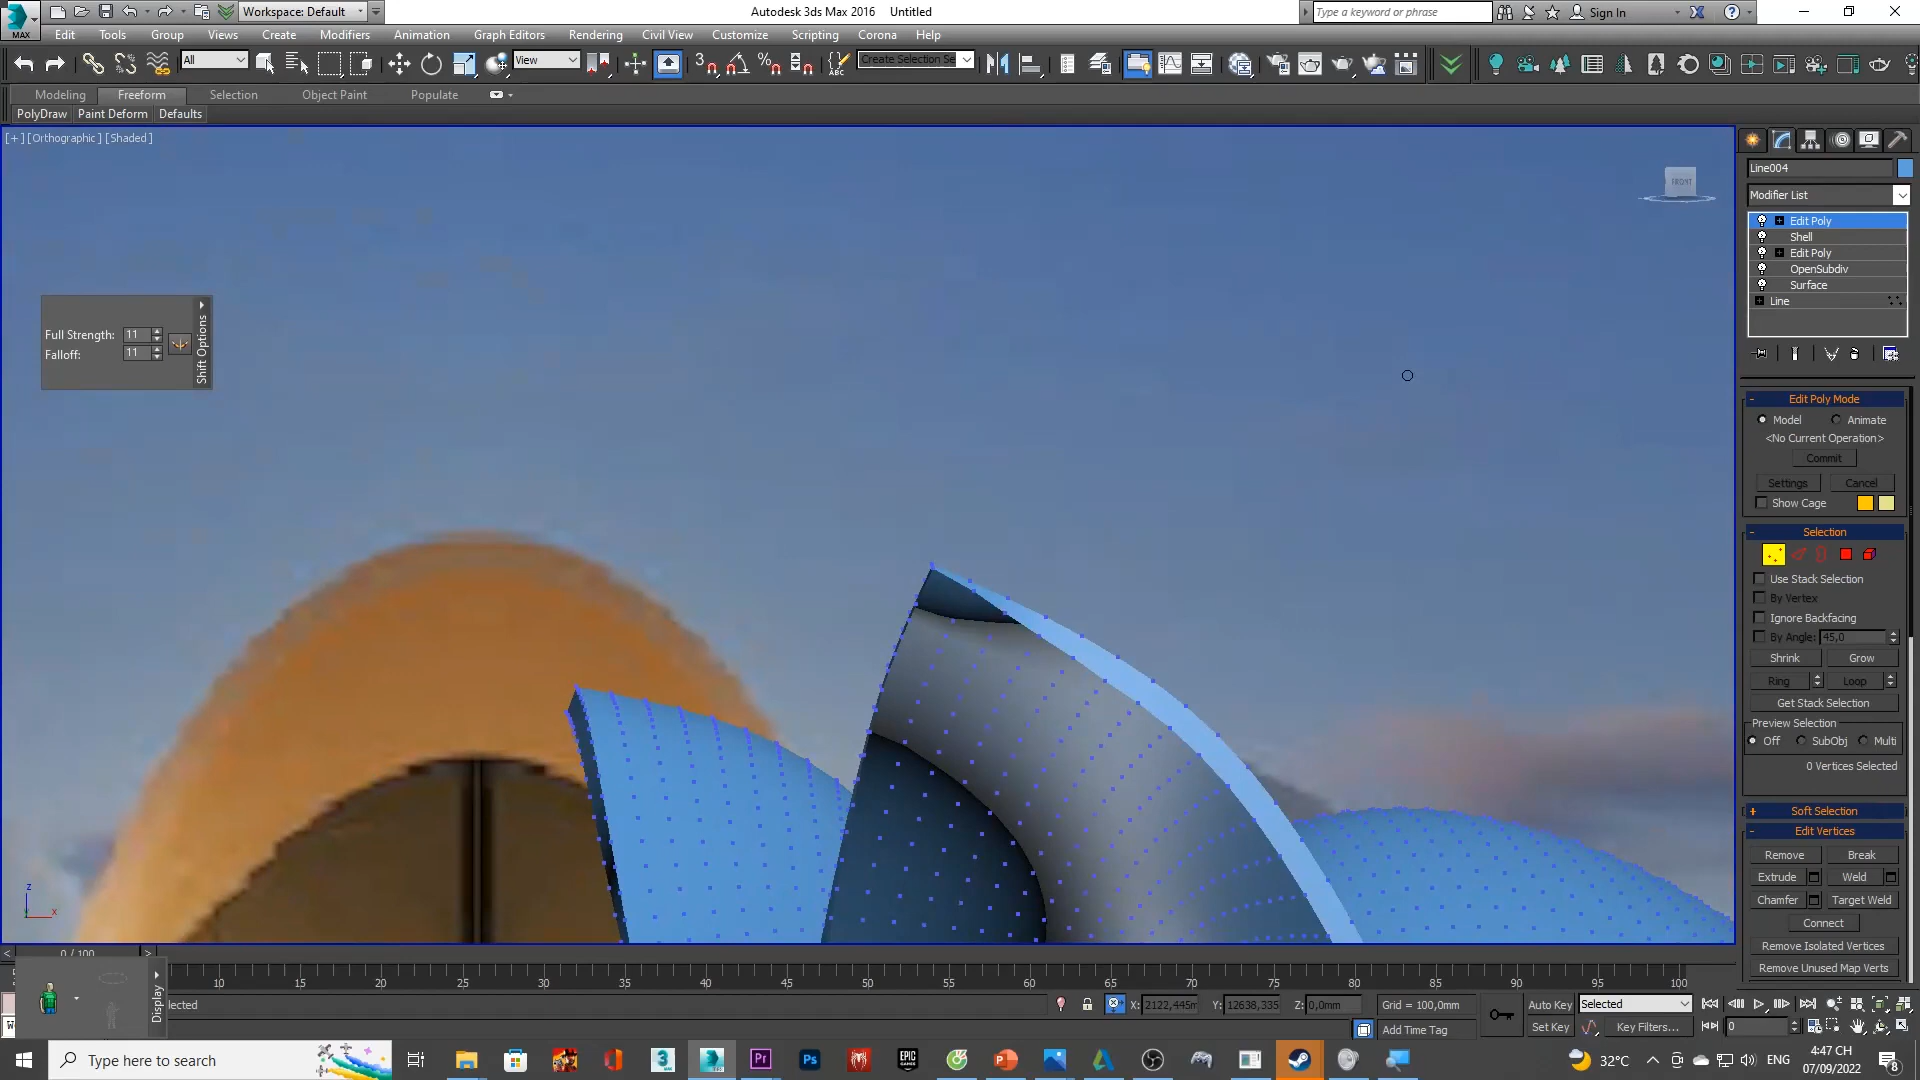 Workspace: Default
Autodesk 3ds Max 2016 Untitled
Type a keyword or phrase
Sign In
MAX
Edit Tools Group Views Create Modifiers Animation Graph Editors Rendering Civil View Customize Scripting Corona Help
All
View
3
ABC
Create Selection Se
Modeling Freeform Selection Object Paint Populate
PolyDraw Paint Deform Defaults
[+] [Orthographic] [Shaded]
FRONT
Full Strength: 11
Falloff: 11
Shift Options
z
x
Line004
Modifier List
Edit Poly
Shell
Edit Poly
OpenSubdiv
Surface
Line
Edit Poly Mode
Model Animate
<No Current Operation>
Commit
Settings Cancel
Show Cage
Selection
Use Stack Selection
By Vertex
Ignore Backfacing
By Angle: 45,0
Shrink Grow
Ring Loop
Get Stack Selection
Preview Selection
Off SubObj Multi
0 Vertices Selected
Soft Selection
Edit Vertices
Remove Break
Extrude Weld
Chamfer Target Weld
Connect
Remove Isolated Vertices
Remove Unused Map Verts
0 / 100
10 20 25 30 35 40 45 50 55 60 65 70 75 80 85 90 95 100
Display
lected
X: 2122,445m Y: 12638,335 Z: 0,0mm Grid = 100,0mm
Add Time Tag
Auto Key Selected
Set Key Key Filters...
0
Type here to search
32°C
ENG
4:47 CH
07/09/2022
8